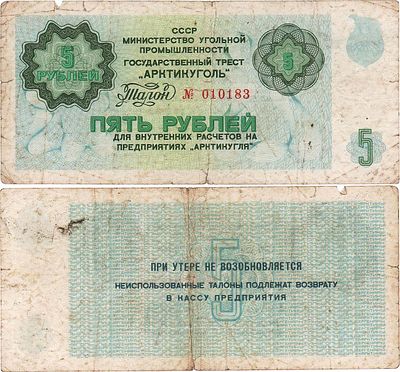 СССР
МИНИСТЕРСТВО УГОЛЬНОЙ
ПРОМЫШЛЕННОСТИ
ГОСУДАРСТВЕННЫЙ ТРЕСТ
"АРКТИКУГОЛЬ"
5
РУБЛЕЙ
5
Талон № 010183
ПЯТЬ РУБЛЕЙ
ДЛЯ ВНУТРЕННИХ РАСЧЕТОВ НА
ПРЕДПРИЯТИЯХ "АРКТИКУГЛЯ"
5
5
ПРИ УТЕРЕ НЕ ВОЗОБНОВЛЯЕТСЯ
НЕИСПОЛЬЗОВАННЫЕ ТАЛОНЫ ПОДЛЕЖАТ ВОЗВРАТУ
В КАССУ ПРЕДПРИЯТИЯ